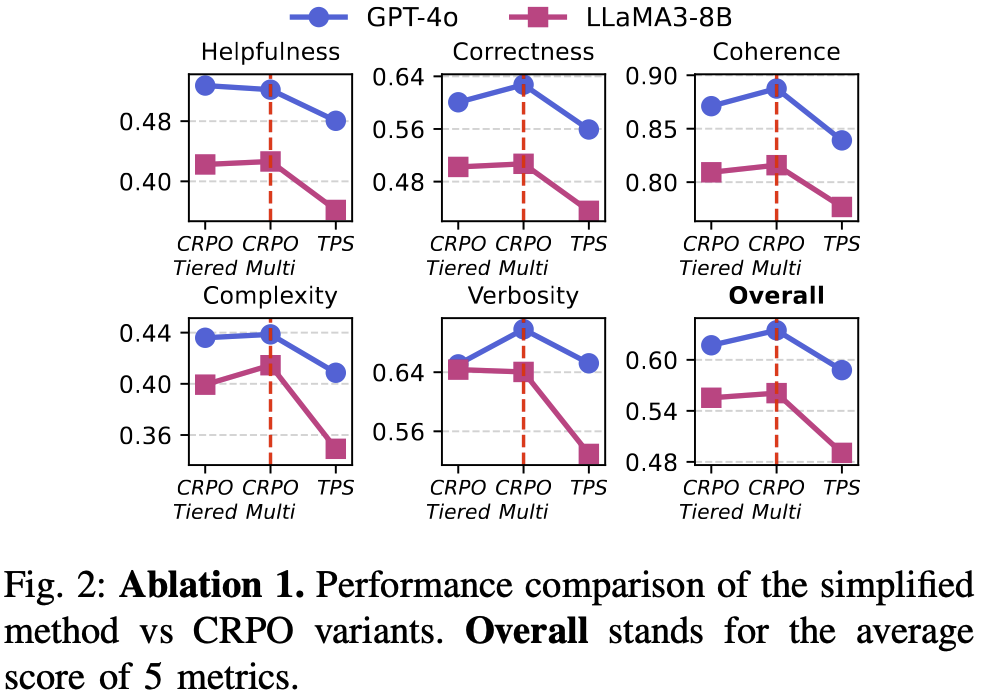 GPT-4o LLaMA3-8B
Helpfulness Correctness Coherence
0.48
0.40
0.64
0.56
0.48
0.90
0.85
0.80
CRPO CRPO TPS CRPO CRPO TPS CRPO CRPO TPS
Tiered Multi Tiered Multi Tiered Multi
Complexity Verbosity Overall
0.44
0.40
0.36
0.64
0.56
0.60
0.54
0.48
CRPO CRPO TPS CRPO CRPO TPS CRPO CRPO TPS
Tiered Multi Tiered Multi Tiered Multi
Fig. 2: Ablation 1. Performance comparison of the simplified
method vs CRPO variants. Overall stands for the average
score of 5 metrics.